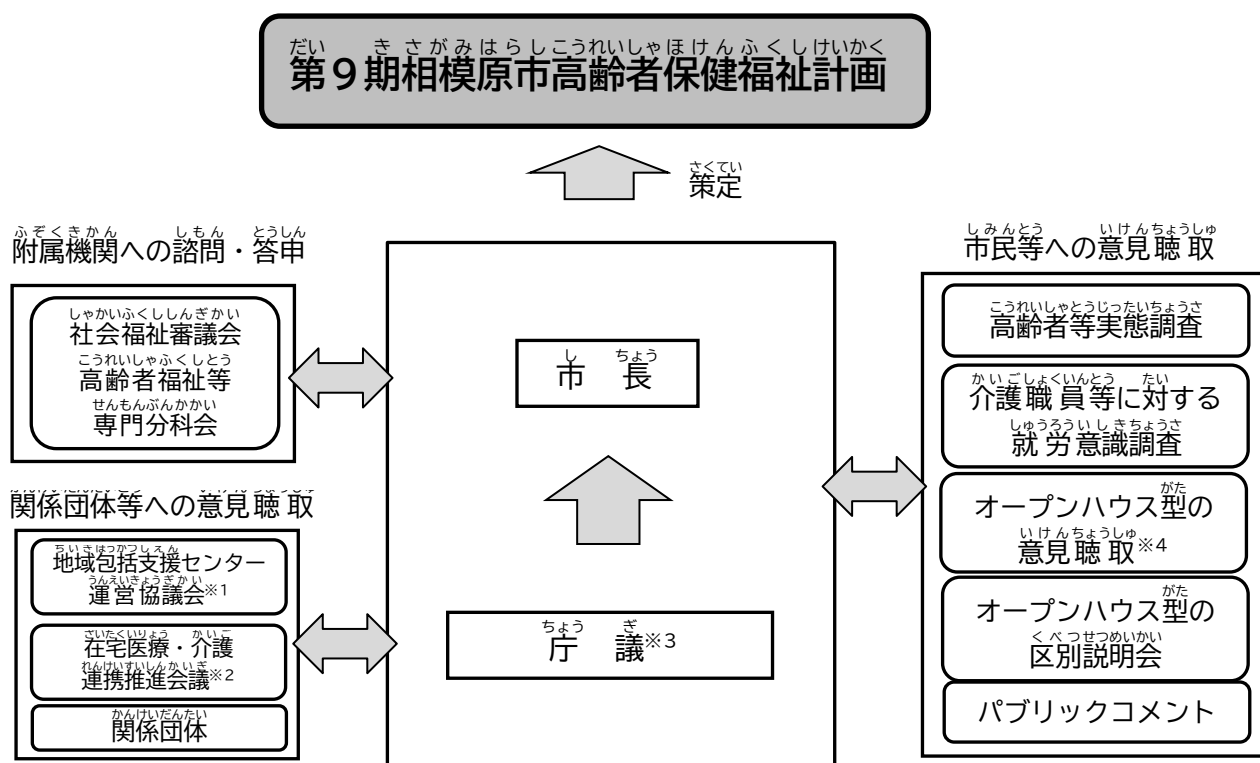 第９期相模原市高齢者保健福祉計画
策定
附属機関への諮問・答申
社会福祉審議会
高齢者福祉等
専門分科会
関係団体等への意見聴取
地域包括支援センター
運営協議会※1
在宅医療・介護
連携推進会議※2
関係団体
市　長
庁　議※3
市民等への意見聴取
高齢者等実態調査
介護職員等に対する
就労意識調査
オープンハウス型の
意見聴取※4
オープンハウス型の
区別説明会
パブリックコメント